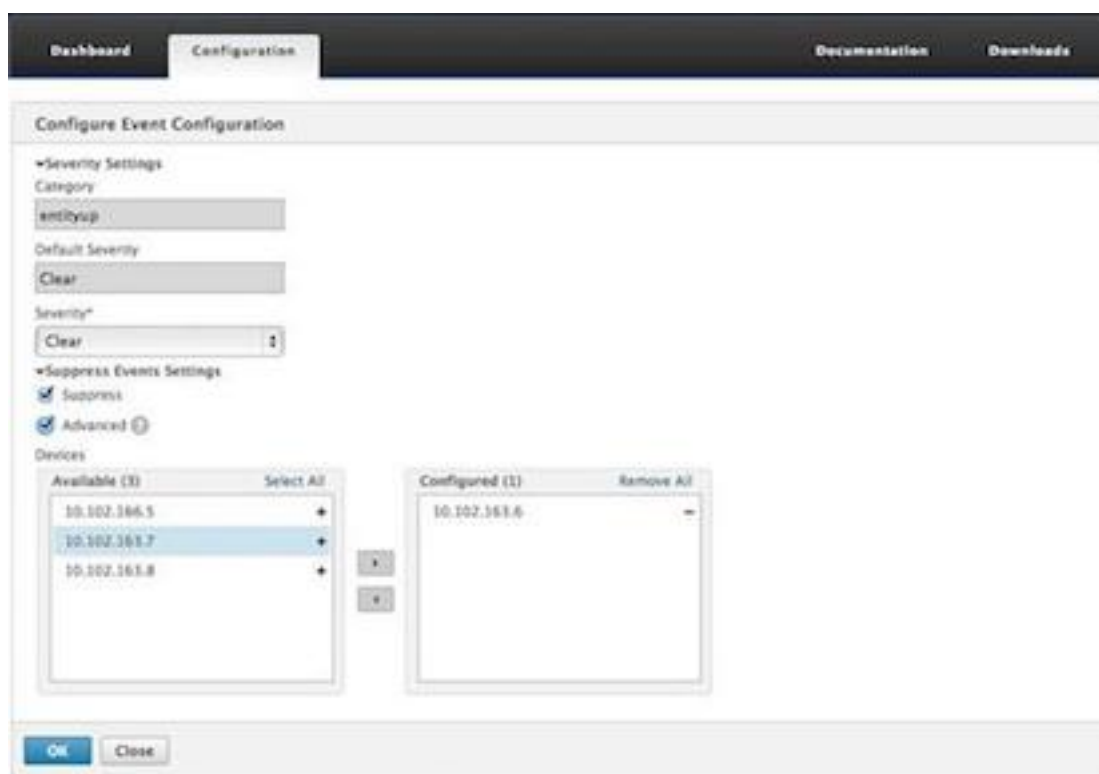 Dashboard Configuration Documentation Downloads
Configure Event Configuration
Severity Settings
Category
entityup
Default Severity
Clear
Severity*
Clear
Suppress Events Settings
Suppress
Advanced
Devices
Available (3) Select All
10.102.166.5 +
10.102.163.7 +
10.102.163.8 +
Configured (1) Remove All
10.102.163.6 −
OK Close